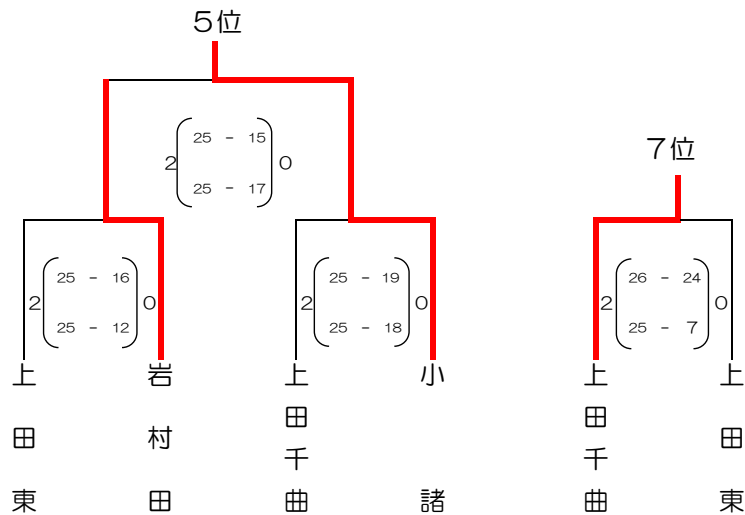 5位
25 - 15
2 0
25 - 17
7位
25 - 16
2 0
25 - 12
25 - 19
2 0
25 - 18
26 - 24
2 0
25 - 7
上田東
岩村田
上田千曲
小諸
上田千曲
上田東